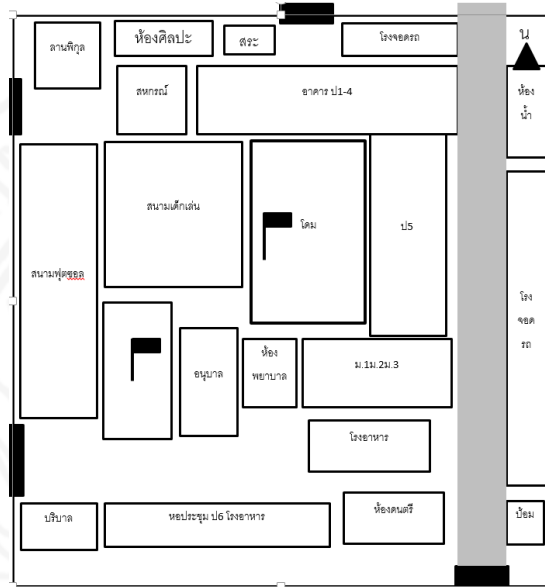 ลานพิกุล
ห้องศิลปะ
สระ
โรงจอดรถ
น
สหกรณ์
อาคาร ป1-4
ห้อง
น้ำ
สนามเด็กเล่น
โดม
ป5
สนามฟุตซอล
โรง
จอด
รถ
อนุบาล
ห้อง
พยาบาล
ม.1ม.2ม.3
โรงอาหาร
บริบาล
หอประชุม ป6 โรงอาหาร
ห้องดนตรี
ป้อม